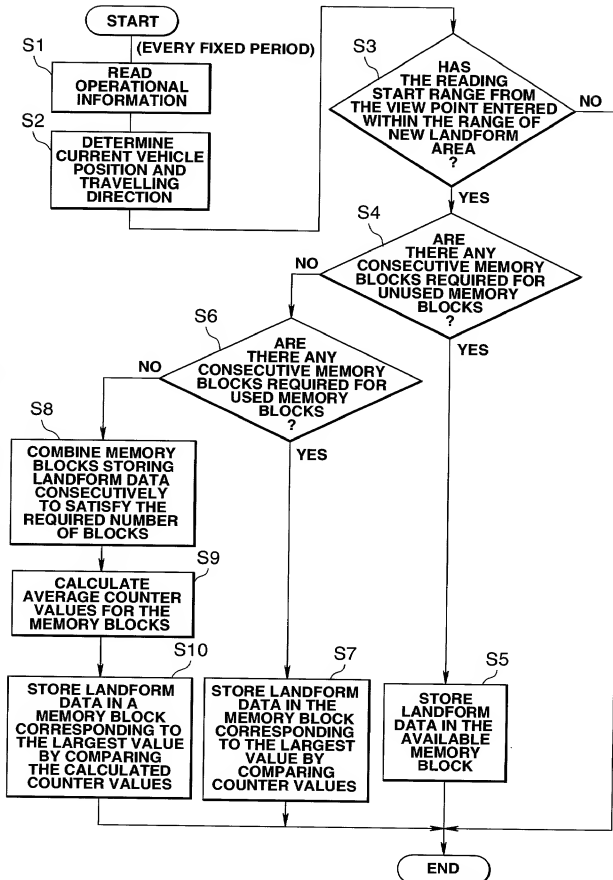 START
(EVERY FIXED PERIOD)
S1
READ
OPERATIONAL
INFORMATION
S2
DETERMINE
CURRENT VEHICLE
POSITION AND
TRAVELLING
DIRECTION
S3
HAS
THE READING
START RANGE FROM
THE VIEW POINT ENTERED
WITHIN THE RANGE OF
NEW LANDFORM
AREA
?
NO
YES
S4
ARE
THERE ANY
CONSECUTIVE MEMORY
BLOCKS REQUIRED FOR
UNUSED MEMORY
BLOCKS
?
NO
YES
S6
ARE
THERE ANY
CONSECUTIVE MEMORY
BLOCKS REQUIRED FOR
USED MEMORY
BLOCKS
?
NO
YES
S8
COMBINE MEMORY
BLOCKS STORING
LANDFORM DATA
CONSECUTIVELY
TO SATISFY THE
REQUIRED NUMBER
OF BLOCKS
S9
CALCULATE
AVERAGE COUNTER
VALUES FOR THE
MEMORY BLOCKS
S10
STORE LANDFORM
DATA IN A
MEMORY BLOCK
CORRESPONDING TO
THE LARGEST VALUE
BY COMPARING
THE CALCULATED
COUNTER VALUES
S7
STORE LANDFORM
DATA IN THE
MEMORY BLOCK
CORRESPONDING
TO THE LARGEST
VALUE BY
COMPARING
COUNTER VALUES
S5
STORE
LANDFORM
DATA IN THE
AVAILABLE
MEMORY
BLOCK
END